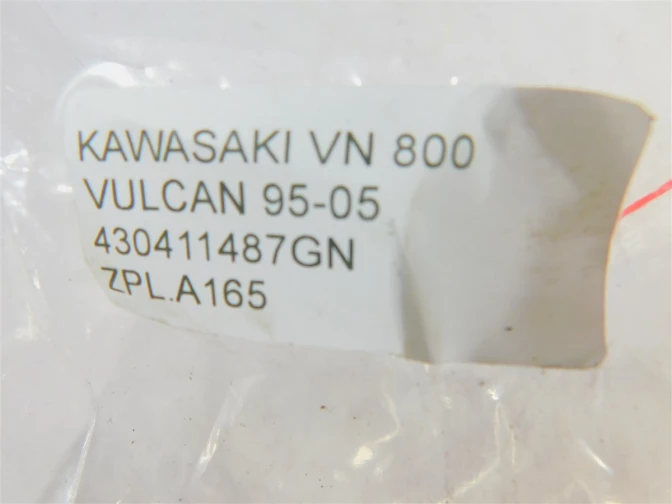 KAWASAKI VN 800
VULCAN 95-05
430411487GN
ZPL.A165